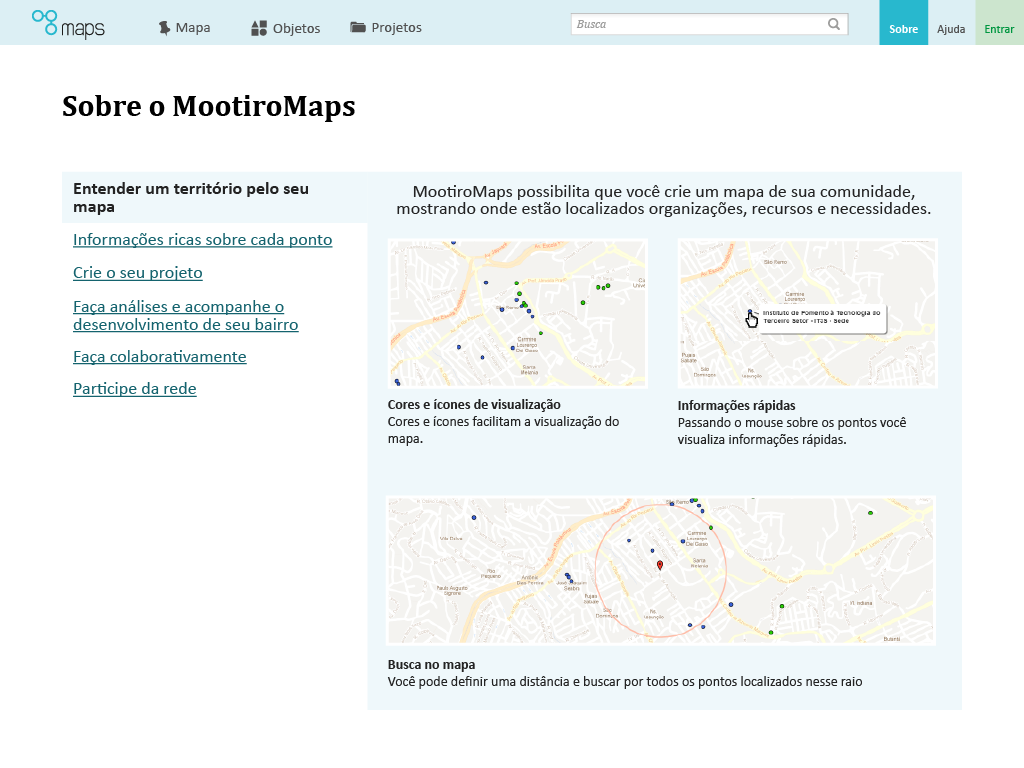 maps
Mapa
Objetos
Projetos
Busca
Sobre
Ajuda
Entrar
Sobre o MootiroMaps
Entender um território pelo seu
mapa
Informações ricas sobre cada ponto
Crie o seu projeto
Faça análises e acompanhe o
desenvolvimento de seu bairro
Faça colaborativamente
Participe da rede
MootiroMaps possibilita que você crie um mapa de sua comunidade,
mostrando onde estão localizados organizações, recursos e necessidades.
Instituto de Fomento à Tecnologia do
Terceiro Setor - ITS - Sede
Cores e ícones de visualização
Cores e ícones facilitam a visualização do
mapa.
Informações rápidas
Passando o mouse sobre os pontos você
visualiza informações rápidas.
Busca no mapa
Você pode definir uma distância e buscar por todos os pontos localizados nesse raio